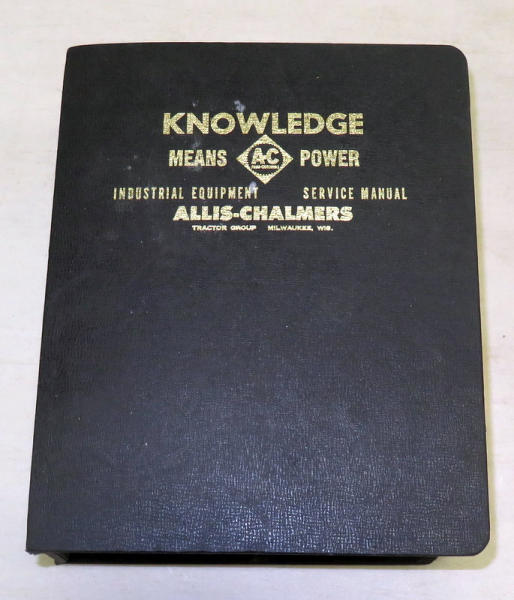 KNOWLEDGE
MEANS A-C POWER
INDUSTRIAL EQUIPMENT SERVICE MANUAL
ALLIS-CHALMERS
TRACTOR GROUP MILWAUKEE, WIS.